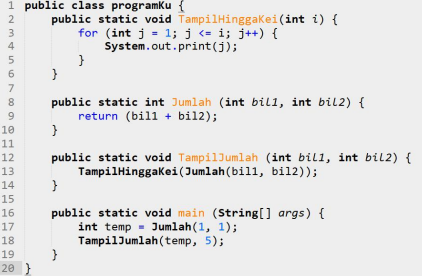 1 public class programKu {
2 public static void TampilHinggaKei(int i) {
3 for (int j = 1; j <= i; j++) {
4 System.out.print(j);
5 }
6 }
7
8 public static int Jumlah (int bil1, int bil2) {
9 return (bil1 + bil2);
10 }
11
12 public static void TampilJumlah (int bil1, int bil2) {
13 TampilHinggaKei(Jumlah(bil1, bil2));
14 }
15
16 public static void main (String[] args) {
17 int temp = Jumlah(1, 1);
18 TampilJumlah(temp, 5);
19 }
20 }